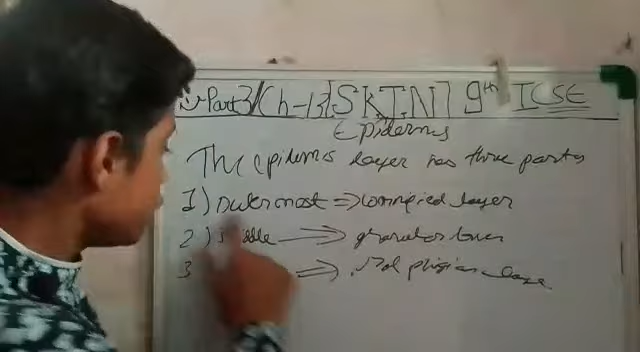 Part 3/Ch-13 [SKIN] 9th ICSE
Epidermis
The epidermis layer has three parts
1) Outermost ⇒ cornified layer
2) Middle ⇒ granular layer
3 ⇒ Malphigian layer